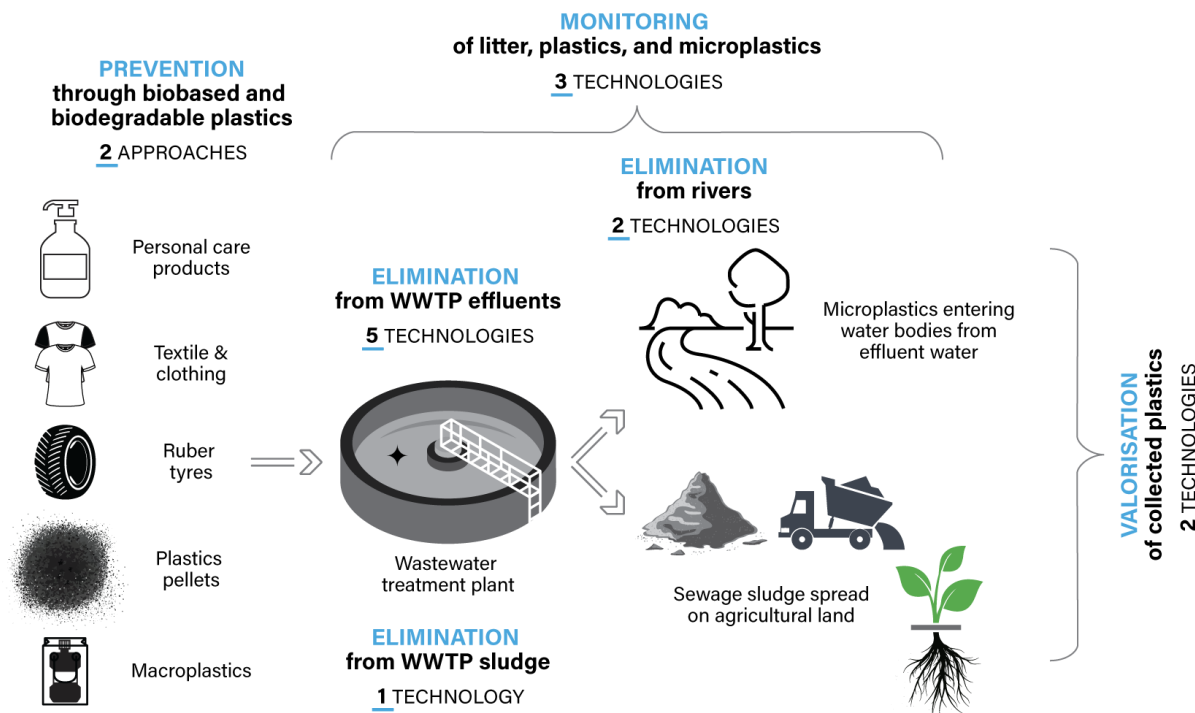 MONITORING
of litter, plastics, and microplastics
3 TECHNOLOGIES
PREVENTION
through biobased and
biodegradable plastics
2 APPROACHES
Personal care
products
Textile &
clothing
Ruber
tyres
Plastics
pellets
Macroplastics
ELIMINATION
from WWTP effluents
5 TECHNOLOGIES
Wastewater
treatment plant
ELIMINATION
from WWTP sludge
1 TECHNOLOGY
ELIMINATION
from rivers
2 TECHNOLOGIES
Microplastics entering
water bodies from
effluent water
Sewage sludge spread
on agricultural land
VALORISATION
of collected plastics
2 TECHNOLOGIES